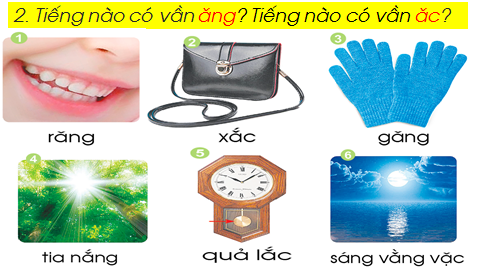 2. Tiếng nào có vần ăng? Tiếng nào có vần ăc?
1 2 3
răng xắc găng
4 5 6
tia nắng quả lắc sáng vằng vặc